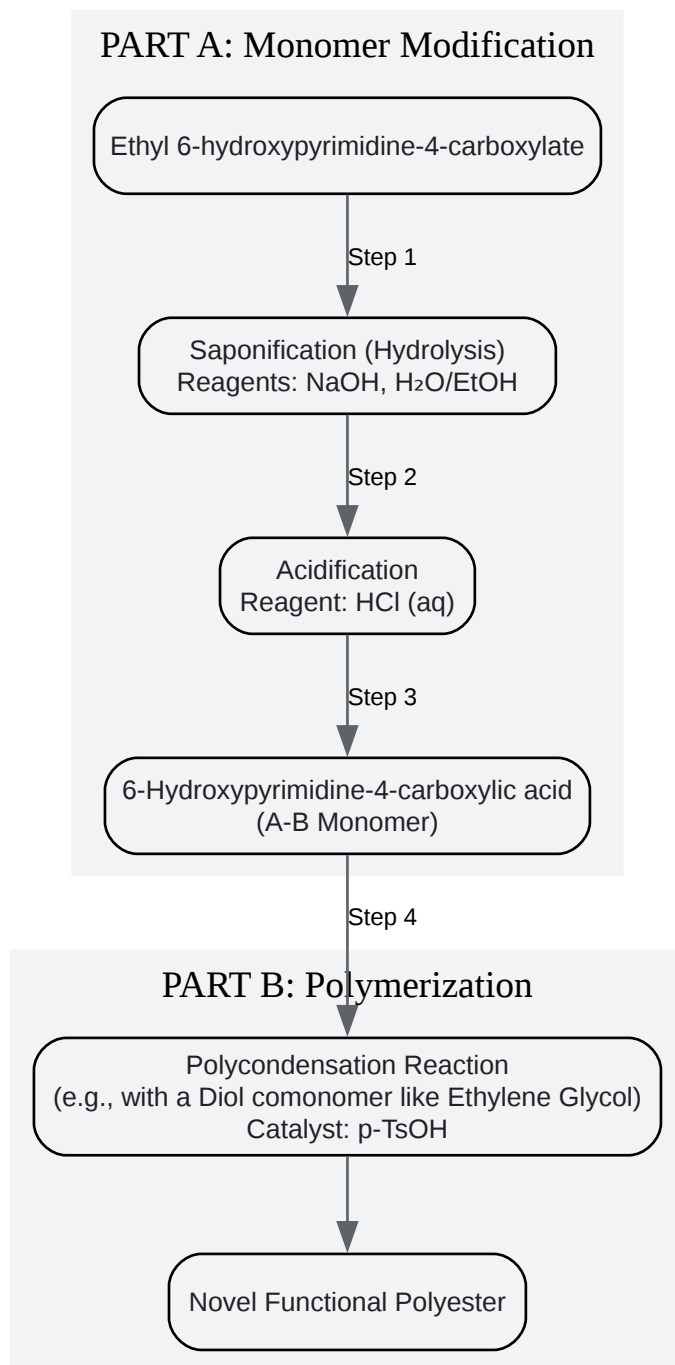 PART A: Monomer Modification
Ethyl 6-hydroxypyrimidine-4-carboxylate
Step 1
Saponification (Hydrolysis)
Reagents: NaOH, H₂O/EtOH
Step 2
Acidification
Reagent: HCl (aq)
Step 3
6-Hydroxypyrimidine-4-carboxylic acid
(A-B Monomer)
Step 4
PART B: Polymerization
Polycondensation Reaction
(e.g., with a Diol comonomer like Ethylene Glycol)
Catalyst: p-TsOH
Novel Functional Polyester